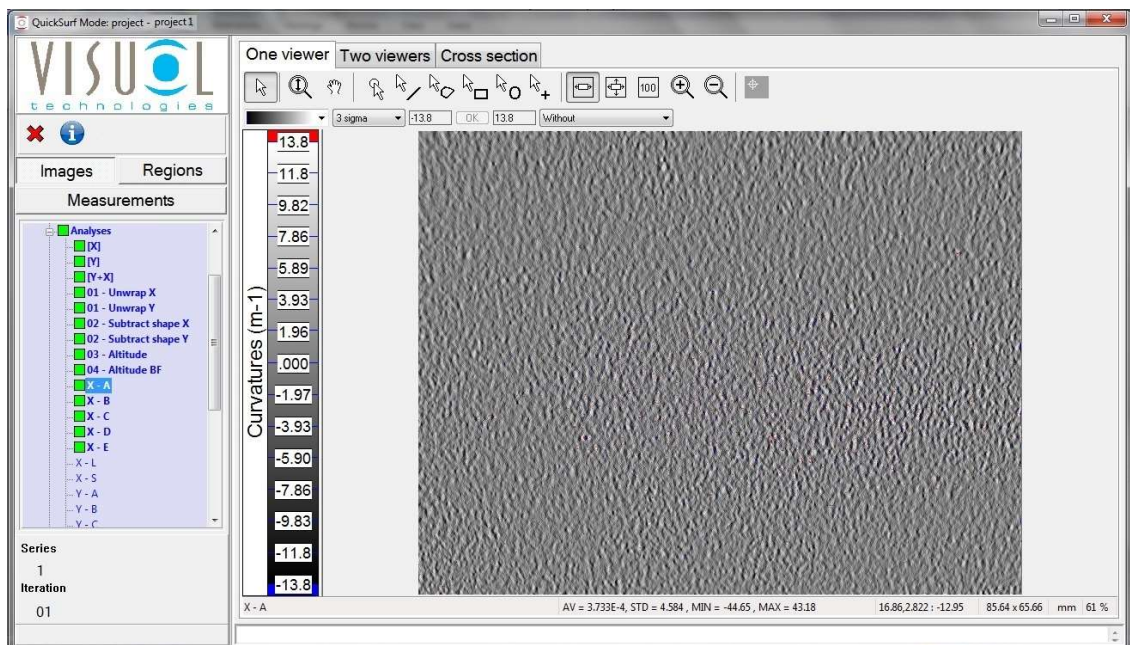 QuickSurf Mode: project - project1
VISUOL
technologies
Images
Regions
Measurements
Analyses
[X]
[Y]
[Y+X]
01 - Unwrap X
01 - Unwrap Y
02 - Subtract shape X
02 - Subtract shape Y
03 - Altitude
04 - Altitude BF
X - A
X - B
X - C
X - D
X - E
X - L
X - S
Y - A
Y - B
Y - C
Series
1
Iteration
01
One viewer
Two viewers
Cross section
100
3 sigma
-13.8
OK
13.8
Without
Curvatures (m-1)
13.8
11.8
9.82
7.86
5.89
3.93
1.96
.000
-1.97
-3.93
-5.90
-7.86
-9.83
-11.8
-13.8
X - A
AV = 3.733E-4, STD = 4.584 , MIN = -44.65 , MAX = 43.18
16.86,2.822 : -12.95
85.64 x 65.66
mm
61 %